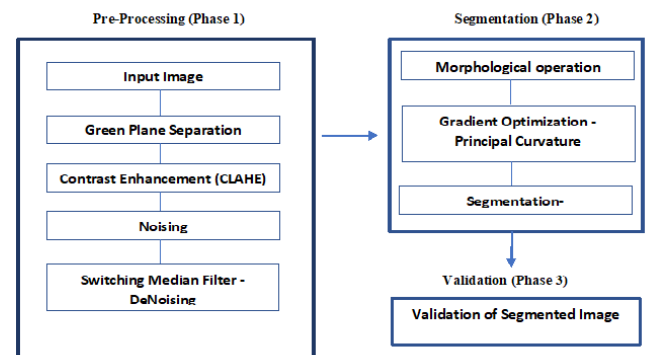 Pre-Processing (Phase 1)
Input Image
Green Plane Separation
Contrast Enhancement (CLAHE)
Noising
Switching Median Filter -
DeNoising
Segmentation (Phase 2)
Morphological operation
Gradient Optimization -
Principal Curvature
Segmentation-
Validation (Phase 3)
Validation of Segmented Image